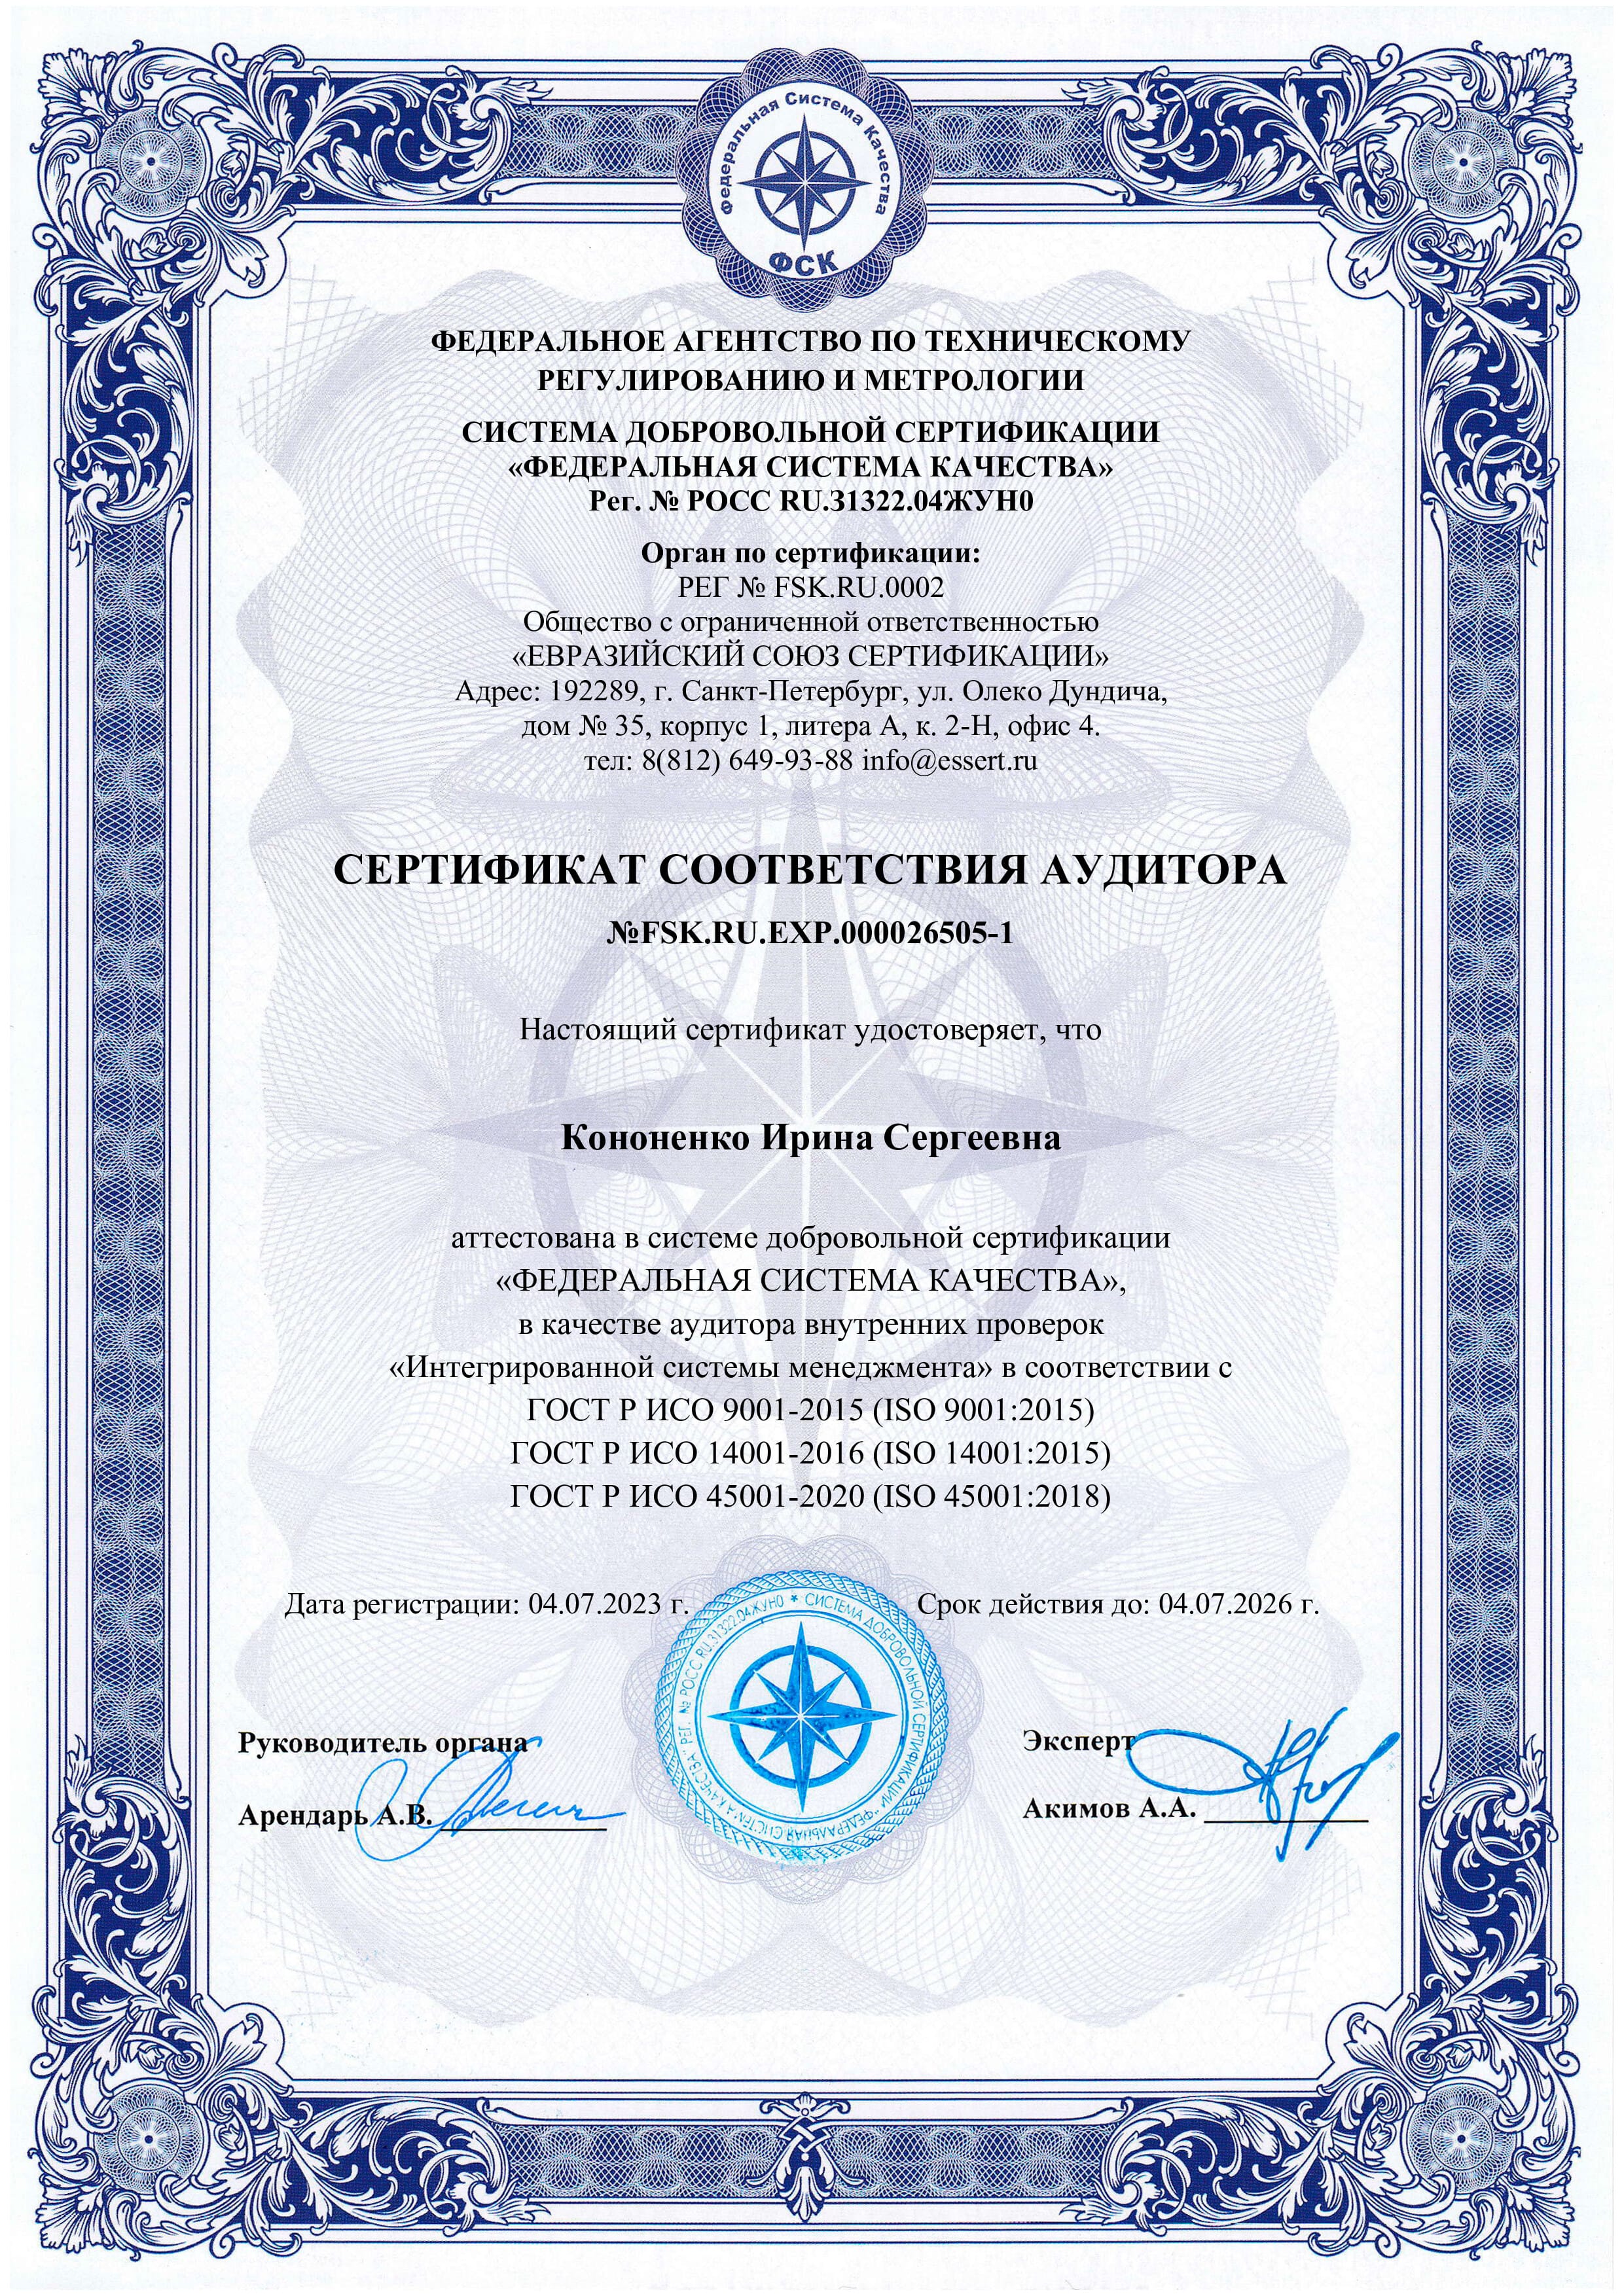 Федеральная Система Качества
ФСК
ФЕДЕРАЛЬНОЕ АГЕНТСТВО ПО ТЕХНИЧЕСКОМУ
РЕГУЛИРОВАНИЮ И МЕТРОЛОГИИ
СИСТЕМА ДОБРОВОЛЬНОЙ СЕРТИФИКАЦИИ
«ФЕДЕРАЛЬНАЯ СИСТЕМА КАЧЕСТВА»
Рег. № РОСС RU.З1322.04ЖУН0
Орган по сертификации:
РЕГ № FSK.RU.0002
Общество с ограниченной ответственностью
«ЕВРАЗИЙСКИЙ СОЮЗ СЕРТИФИКАЦИИ»
Адрес: 192289, г. Санкт-Петербург, ул. Олеко Дундича,
дом № 35, корпус 1, литера А, к. 2-Н, офис 4.
тел: 8(812) 649-93-88 info@essert.ru
СЕРТИФИКАТ СООТВЕТСТВИЯ АУДИТОРА
№FSK.RU.EXP.000026505-1
Настоящий сертификат удостоверяет, что
Кононенко Ирина Сергеевна
аттестована в системе добровольной сертификации
«ФЕДЕРАЛЬНАЯ СИСТЕМА КАЧЕСТВА»,
в качестве аудитора внутренних проверок
«Интегрированной системы менеджмента» в соответствии с
ГОСТ Р ИСО 9001-2015 (ISO 9001:2015)
ГОСТ Р ИСО 14001-2016 (ISO 14001:2015)
ГОСТ Р ИСО 45001-2020 (ISO 45001:2018)
Дата регистрации: 04.07.2023 г. Срок действия до: 04.07.2026 г.
СИСТЕМА ДОБРОВОЛЬНОЙ СЕРТИФИКАЦИИ "ФЕДЕРАЛЬНАЯ СИСТЕМА КАЧЕСТВА" РЕГ. № РОСС RU.31322.04ЖУН0 *
Руководитель органа
Арендарь А.В.
Эксперт
Акимов А.А.